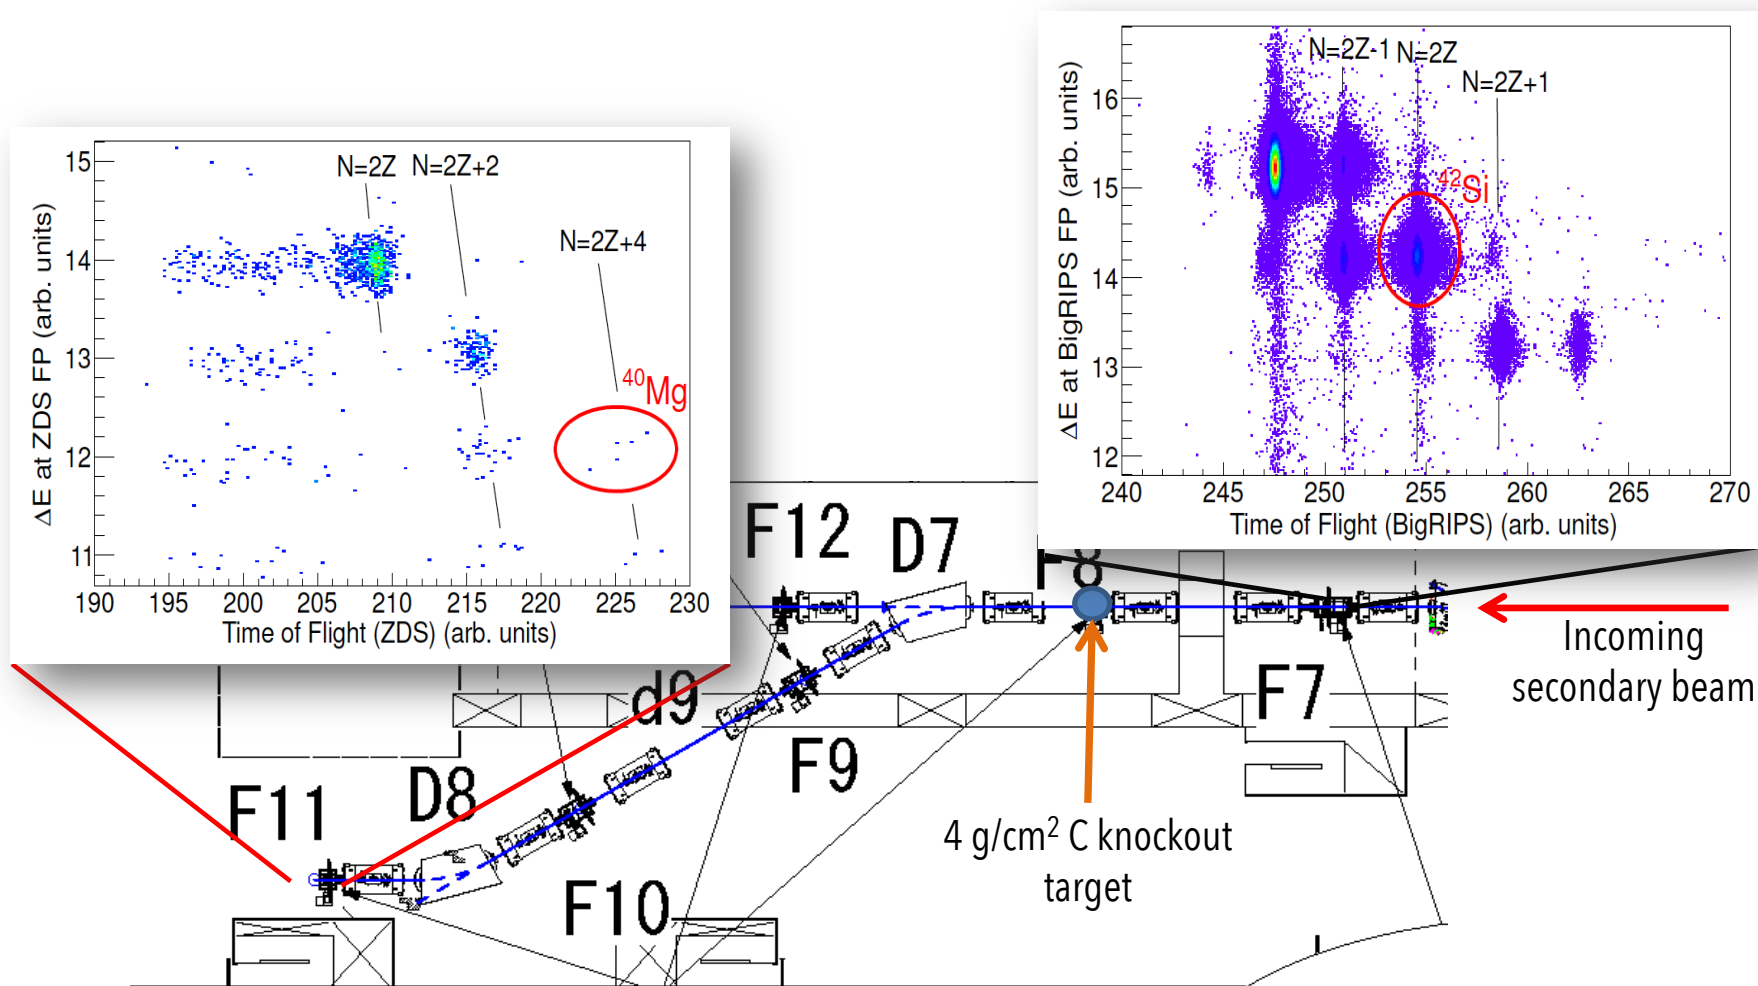 15
14
13
12
11
190 195 200 205 210 215 220 225 230
ΔE at ZDS FP (arb. units)
Time of Flight (ZDS) (arb. units)
N=2Z
N=2Z+2
N=2Z+4
⁴⁰Mg
16
15
14
13
12
240 245 250 255 260 265 270
ΔE at BigRIPS FP (arb. units)
Time of Flight (BigRIPS) (arb. units)
N=2Z-1
N=2Z
N=2Z+1
⁴²Si
F12
D7
F8
Incoming
secondary beam
F7
d9
F9
D8
F11
4 g/cm² C knockout
target
F10